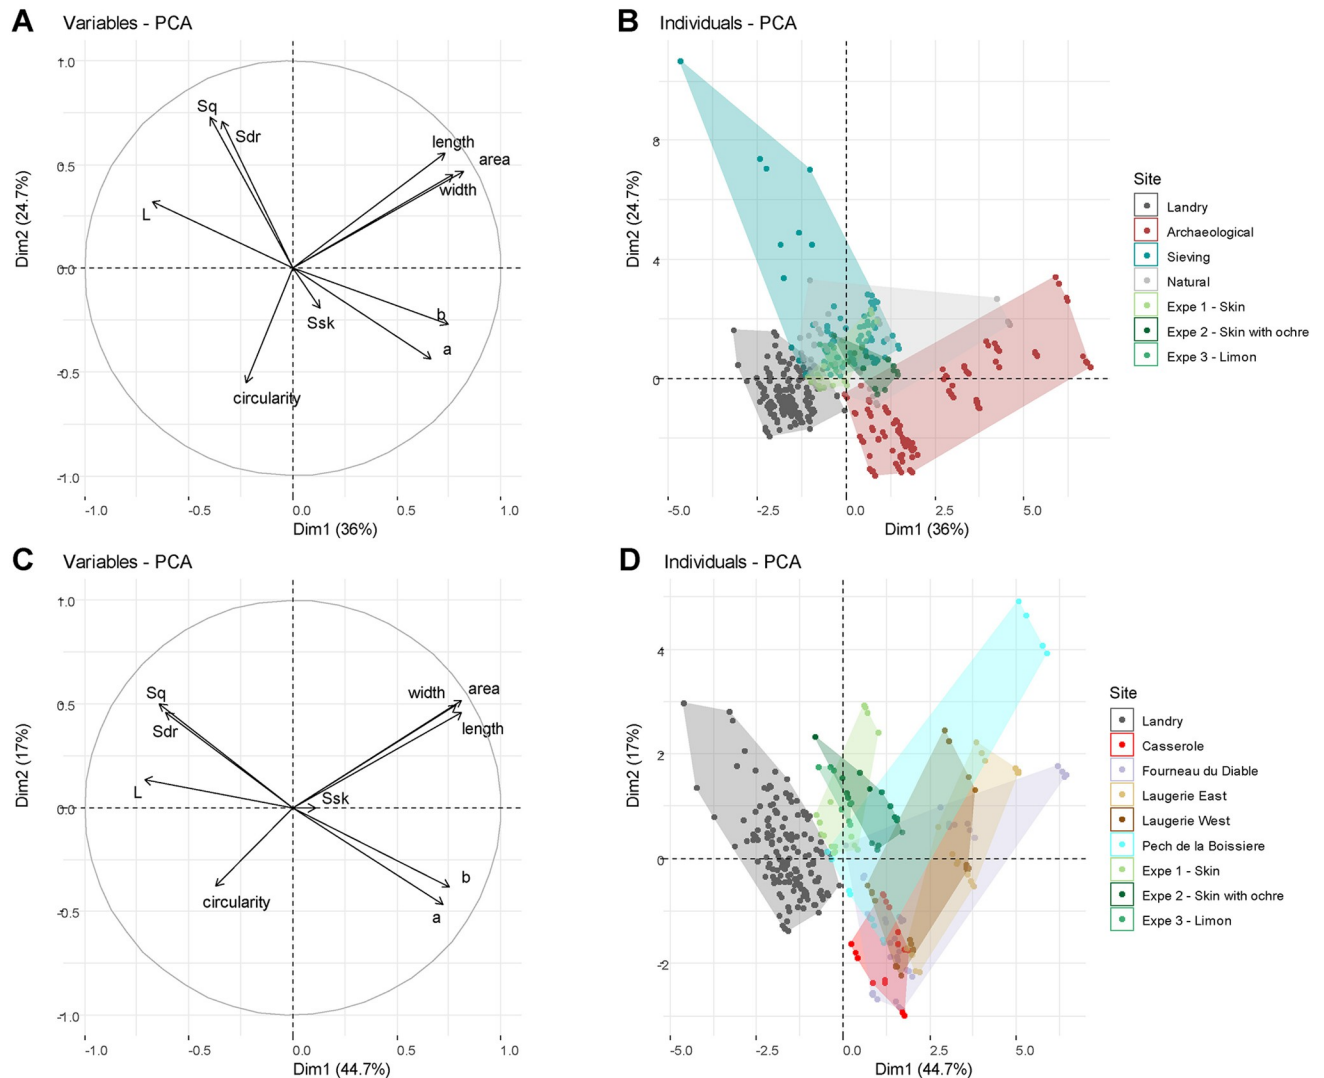 A Variables - PCA
1.0
0.5
0.0
-0.5
-1.0
Dim2 (24.7%)
Sq
Sdr
length
area
width
L
b
Ssk
a
circularity
-1.0 -0.5 0.0 0.5 1.0
Dim1 (36%)
B Individuals - PCA
8
4
0
Dim2 (24.7%)
-5.0 -2.5 0.0 2.5 5.0
Dim1 (36%)
Site
Landry
Archaeological
Sieving
Natural
Expe 1 - Skin
Expe 2 - Skin with ochre
Expe 3 - Limon
C Variables - PCA
1.0
0.5
0.0
-0.5
-1.0
Dim2 (17%)
Sq
Sdr
width
area
length
L
Ssk
b
a
circularity
-1.0 -0.5 0.0 0.5 1.0
Dim1 (44.7%)
D Individuals - PCA
4
2
0
-2
Dim2 (17%)
-5.0 -2.5 0.0 2.5 5.0
Dim1 (44.7%)
Site
Landry
Casserole
Fourneau du Diable
Laugerie East
Laugerie West
Pech de la Boissiere
Expe 1 - Skin
Expe 2 - Skin with ochre
Expe 3 - Limon